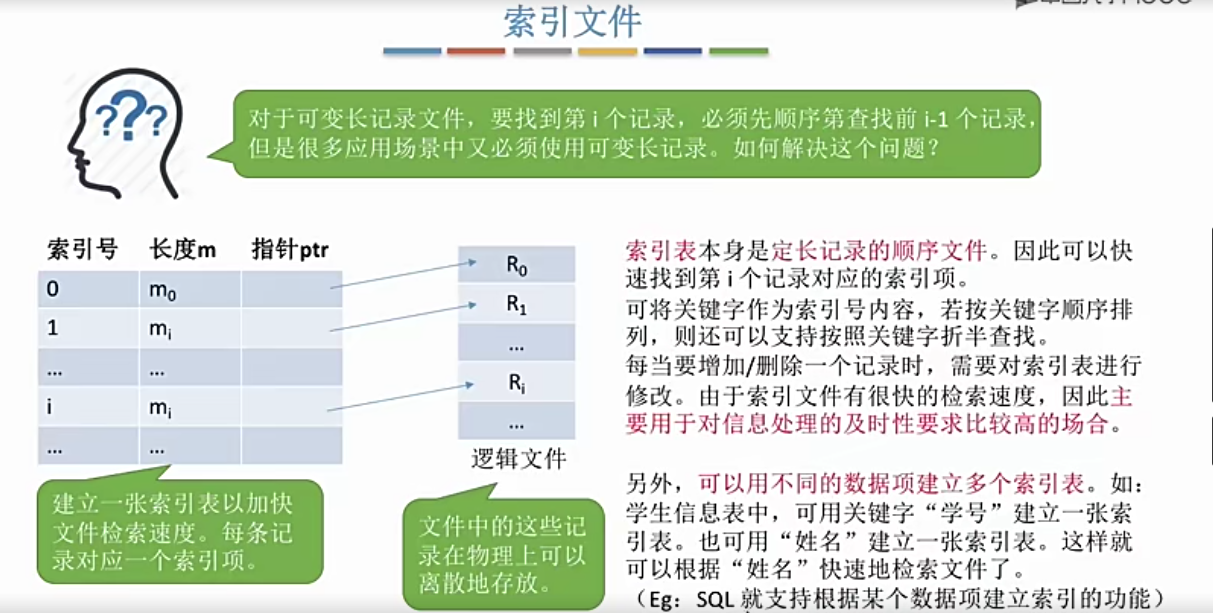 索引文件
???
对于可变长记录文件，要找到第 i 个记录，必须先顺序第查找前 i-1 个记录，
但是很多应用场景中又必须使用可变长记录。如何解决这个问题？
索引号 长度m 指针ptr
0 m0
1 mi
... ...
i mi
... ...
R0
R1
...
Ri
...
逻辑文件
建立一张索引表以加快
文件检索速度。每条记
录对应一个索引项。
文件中的这些记
录在物理上可以
离散地存放。
索引表本身是定长记录的顺序文件。因此可以快
速找到第 i 个记录对应的索引项。
可将关键字作为索引号内容，若按关键字顺序排
列，则还可以支持按照关键字折半查找。
每当要增加/删除一个记录时，需要对索引表进行
修改。由于索引文件有很快的检索速度，因此主
要用于对信息处理的及时性要求比较高的场合。
另外，可以用不同的数据项建立多个索引表。如：
学生信息表中，可用关键字“学号”建立一张索
引表。也可用“姓名”建立一张索引表。这样就
可以根据“姓名”快速地检索文件了。
（Eg：SQL 就支持根据某个数据项建立索引的功能）